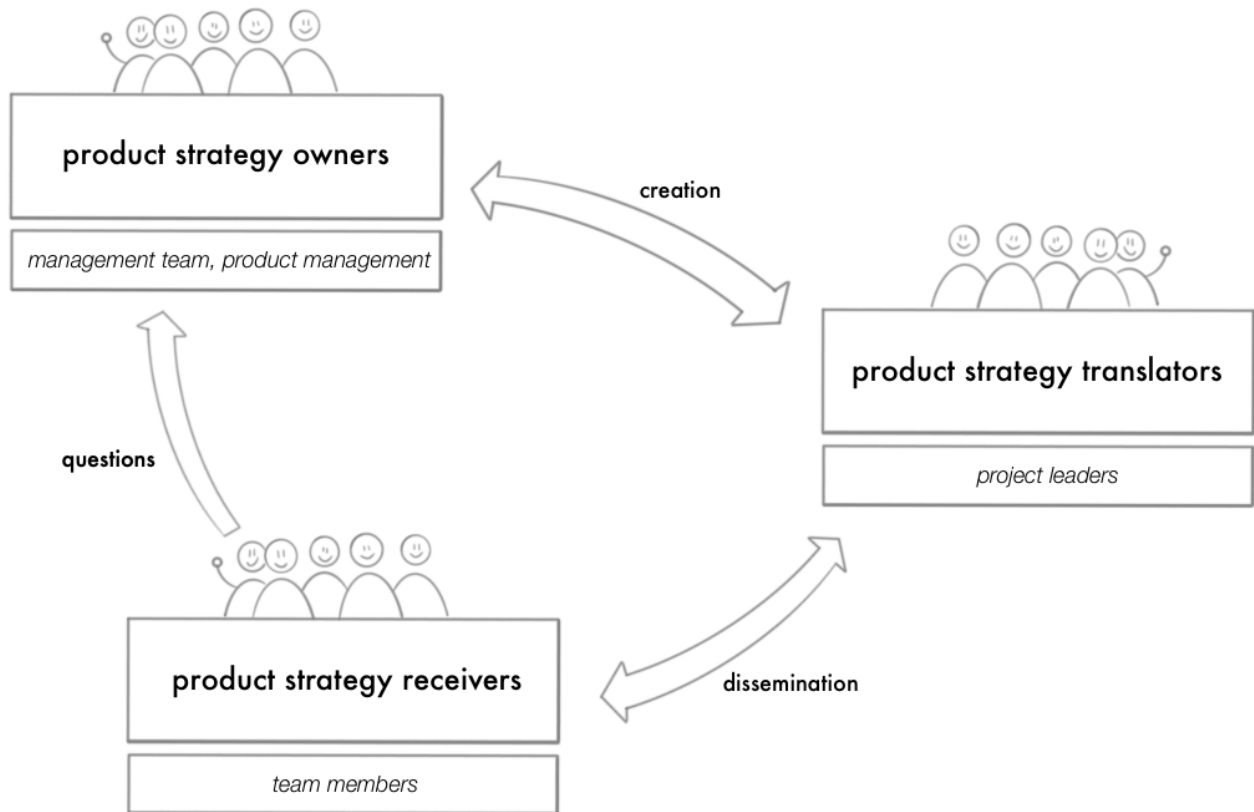 product strategy owners
management team, product management
creation
product strategy translators
project leaders
questions
product strategy receivers
team members
dissemination